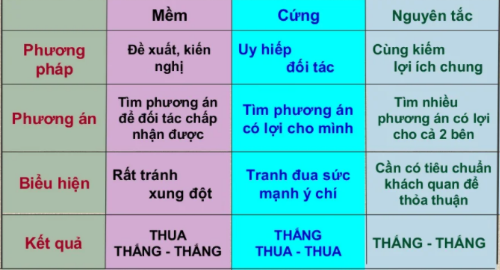 Mềm
Cứng
Nguyên tắc
Phương
pháp
Đề xuất, kiến
nghị
Uy hiếp
đối tác
Cùng kiếm
lợi ích chung
Phương án
Tìm phương án
để đối tác chấp
nhận được
Tìm phương án
có lợi cho mình
Tìm nhiều
phương án có lợi
cho cả 2 bên
Biểu hiện
Rất tránh
xung đột
Tranh đua sức
mạnh ý chí
Cần có tiêu chuẩn
khách quan để
thỏa thuận
Kết quả
THUA
THẮNG - THẮNG
THẮNG
THUA - THUA
THẮNG - THẮNG